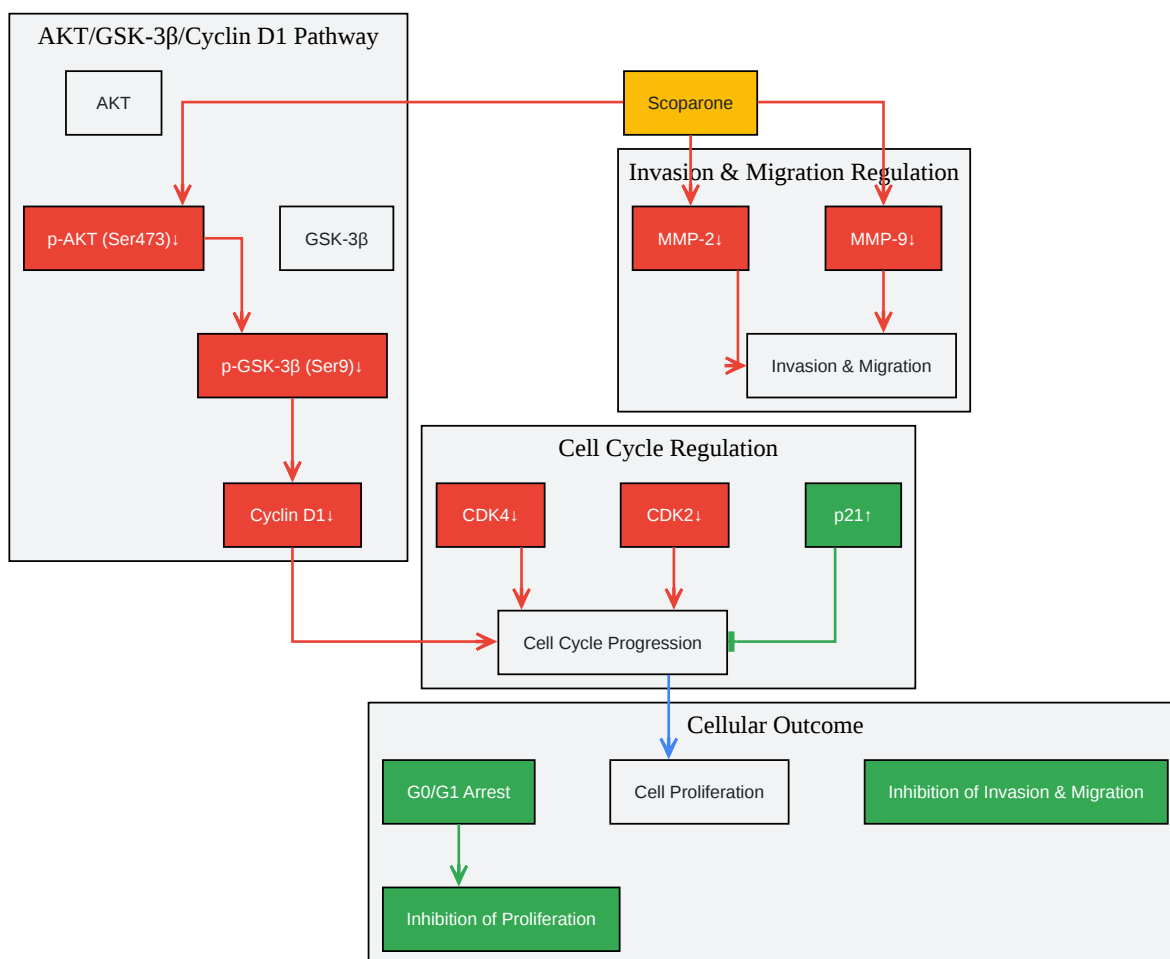 AKT/GSK-3β/Cyclin D1 Pathway
AKT
Scoparone
Invasion & Migration Regulation
p-AKT (Ser473)↓
GSK-3β
MMP-2↓
MMP-9↓
p-GSK-3β (Ser9)↓
Invasion & Migration
Cell Cycle Regulation
Cyclin D1↓
CDK4↓
CDK2↓
p21↑
Cell Cycle Progression
Cellular Outcome
G0/G1 Arrest
Cell Proliferation
Inhibition of Invasion & Migration
Inhibition of Proliferation